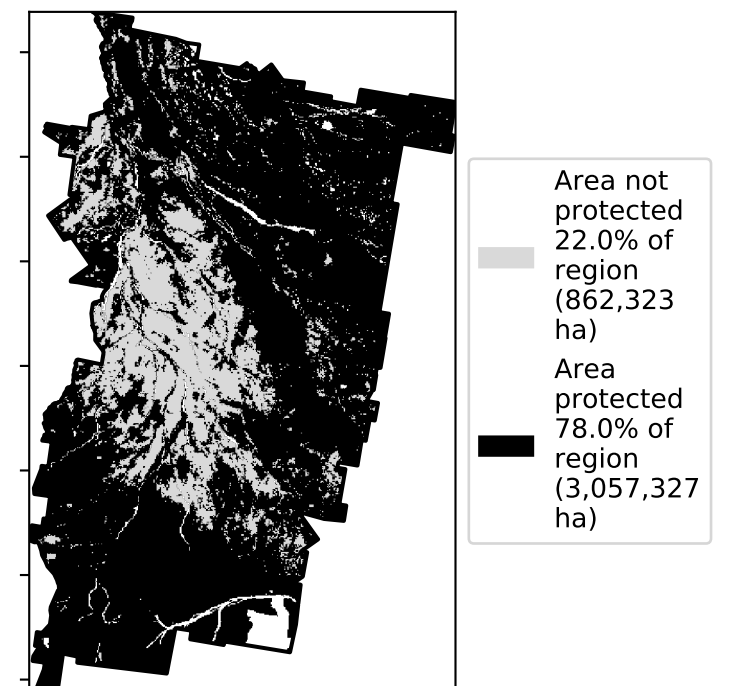 Area not
protected
22.0% of
region
(862,323
ha)
Area
protected
78.0% of
region
(3,057,327
ha)